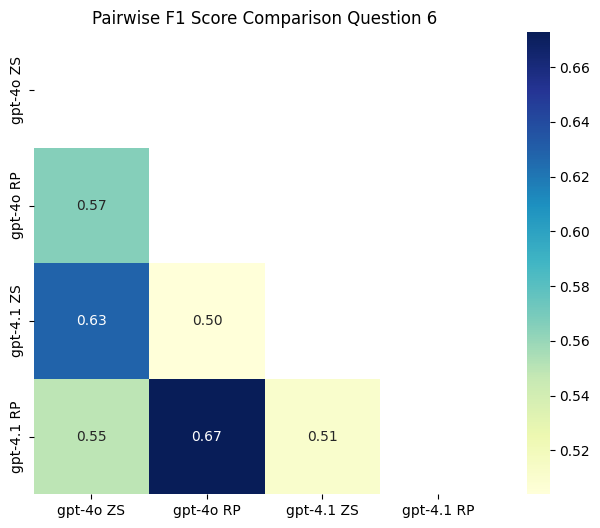 Pairwise F1 Score Comparison Question 6
gpt-4o ZS
gpt-4o RP
0.57
gpt-4.1 ZS
0.63 0.50
gpt-4.1 RP
0.55 0.67 0.51
gpt-4o ZS gpt-4o RP gpt-4.1 ZS gpt-4.1 RP
0.66
0.64
0.62
0.60
0.58
0.56
0.54
0.52